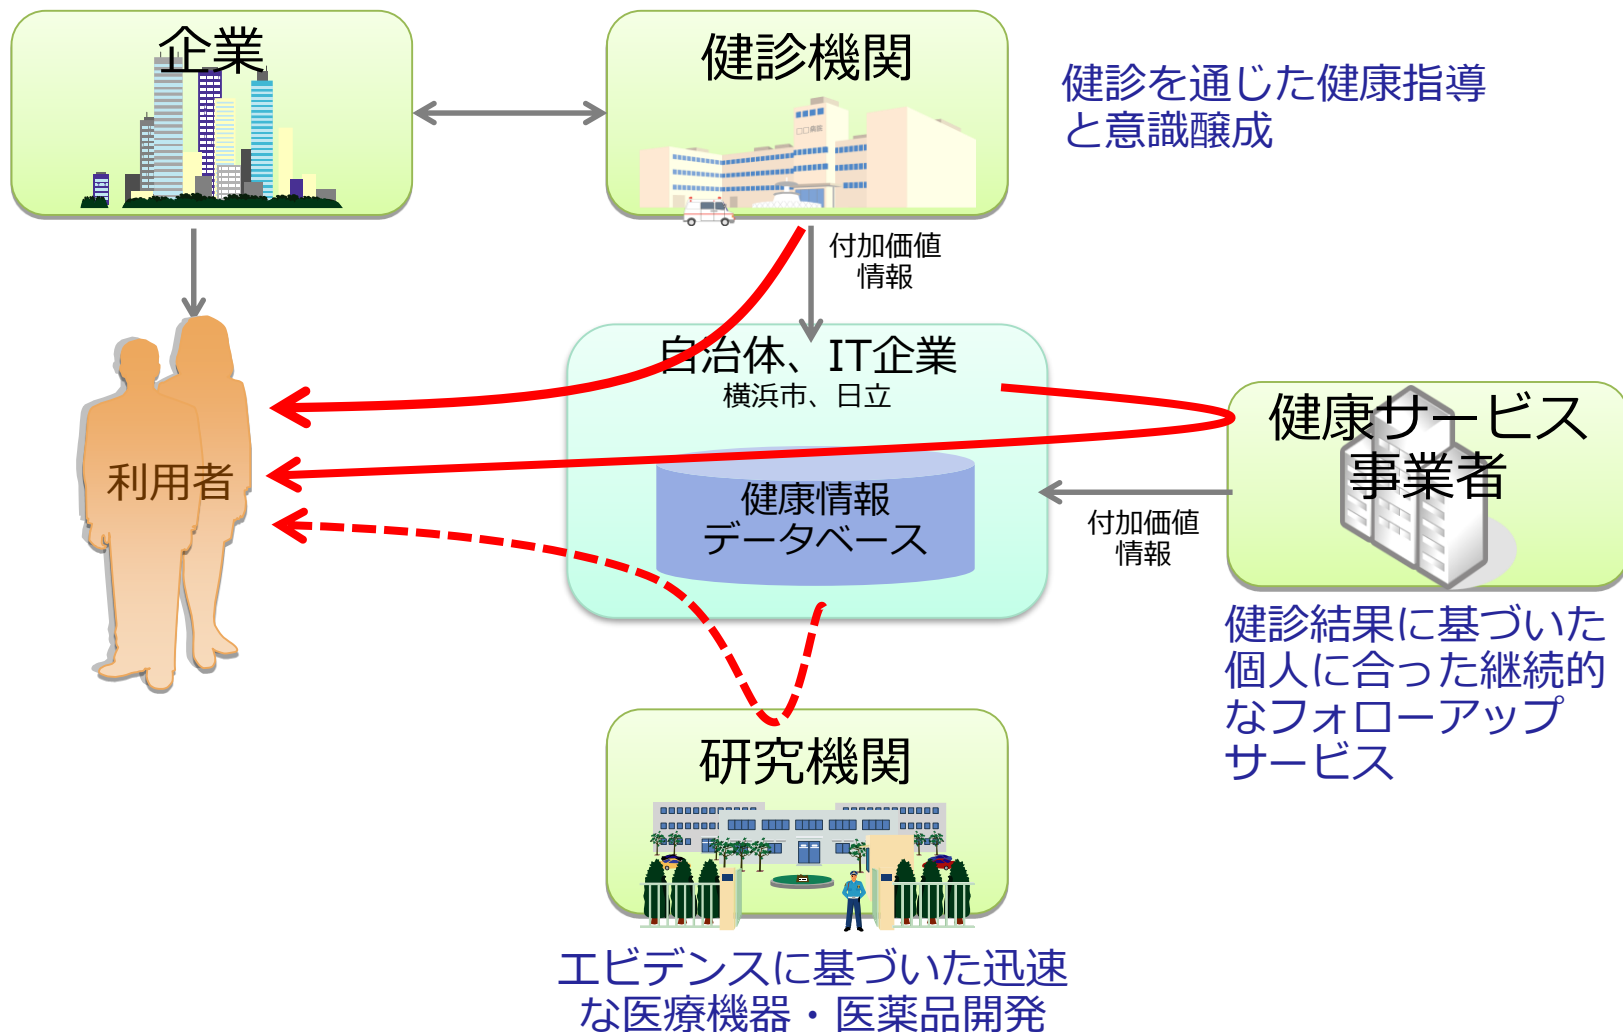 企業
健診機関
□□病院
健診を通じた健康指導
と意識醸成
付加価値
情報
自治体、IT企業
横浜市、日立
健康サービス
事業者
利用者
健康情報
データベース
付加価値
情報
健診結果に基づいた
個人に合った継続的
なフォローアップ
サービス
研究機関
エビデンスに基づいた迅速
な医療機器・医薬品開発